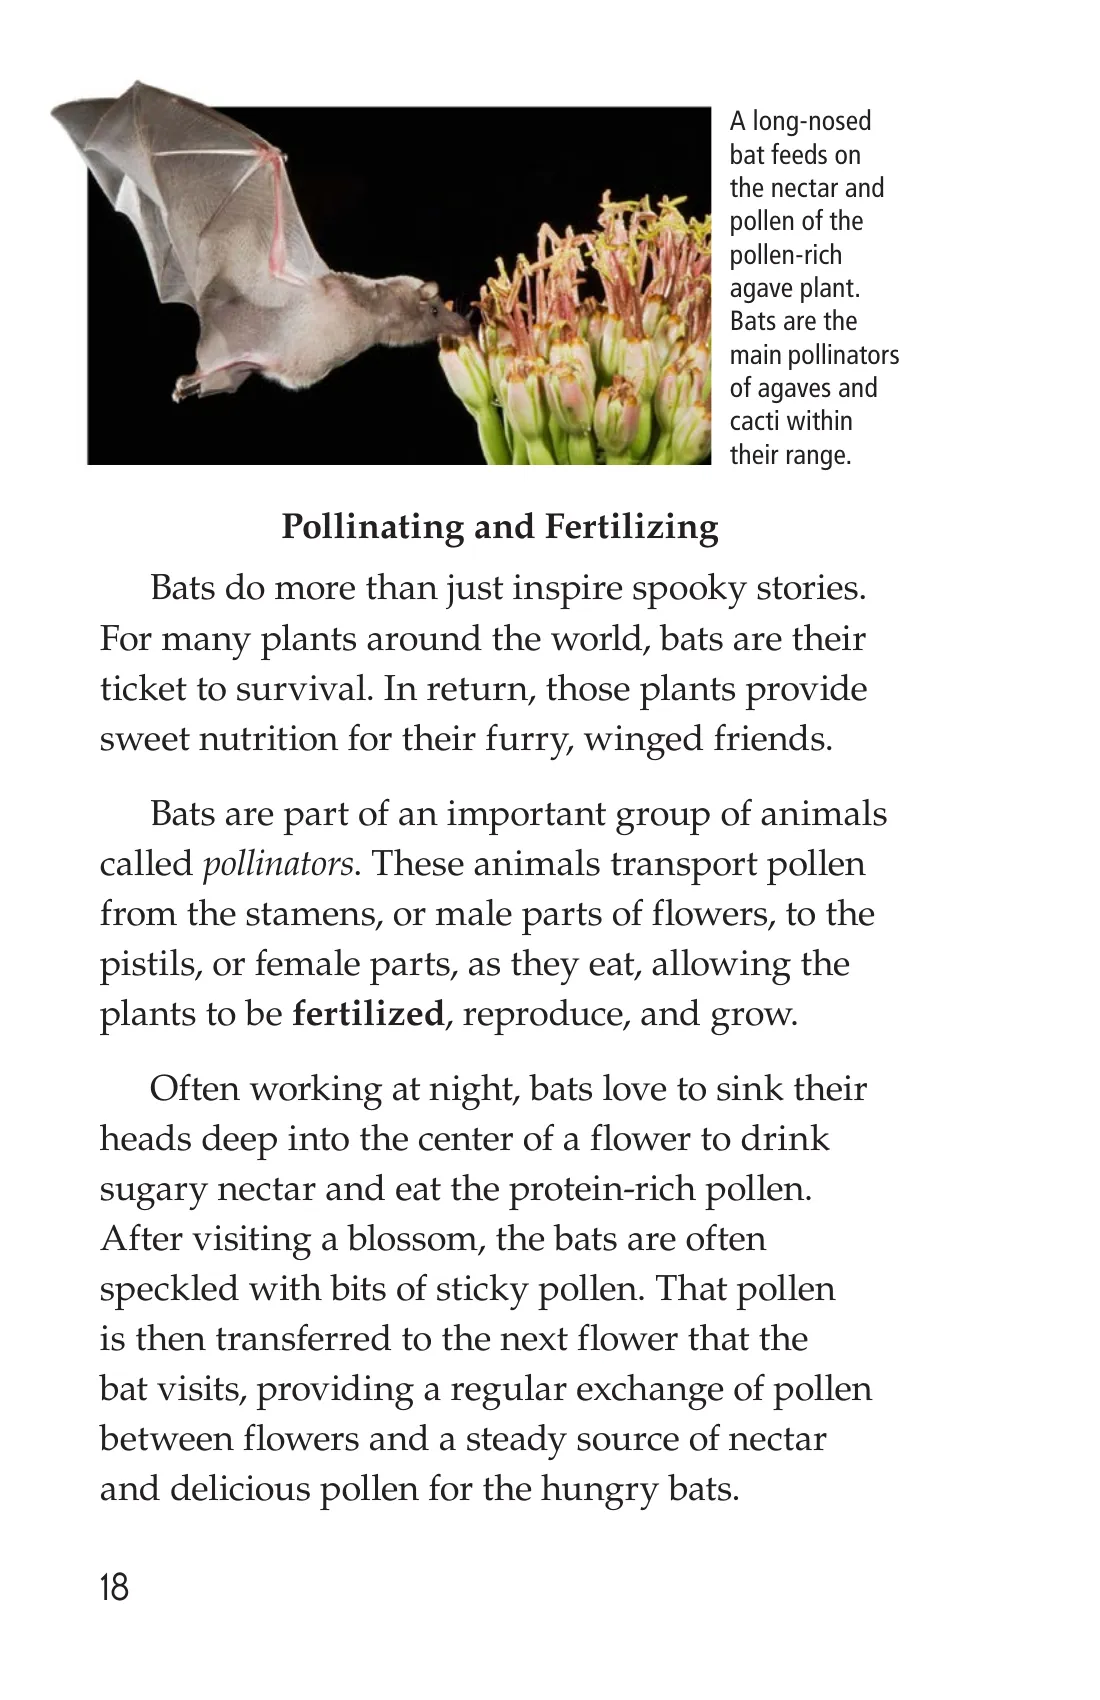 A long-nosed
bat feeds on
the nectar and
pollen of the
pollen-rich
agave plant.
Bats are the
main pollinators
of agaves and
cacti within
their range.
Pollinating and Fertilizing
Bats do more than just inspire spooky stories.
For many plants around the world, bats are their
ticket to survival. In return, those plants provide
sweet nutrition for their furry, winged friends.
Bats are part of an important group of animals
called pollinators. These animals transport pollen
from the stamens, or male parts of flowers, to the
pistils, or female parts, as they eat, allowing the
plants to be fertilized, reproduce, and grow.
Often working at night, bats love to sink their
heads deep into the center of a flower to drink
sugary nectar and eat the protein-rich pollen.
After visiting a blossom, the bats are often
speckled with bits of sticky pollen. That pollen
is then transferred to the next flower that the
bat visits, providing a regular exchange of pollen
between flowers and a steady source of nectar
and delicious pollen for the hungry bats.
18